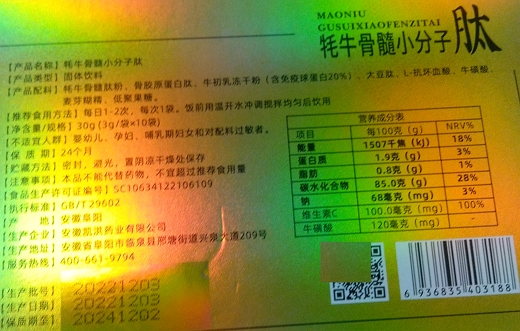 MAONIU
GUSUIXIAOFENZITAI
牦牛骨髓小分子肽
【产品名称】牦牛骨髓小分子肽
【产品类型】固体饮料
【产品配料】牦牛骨髓肽粉、骨胶原蛋白肽、牛初乳冻干粉（含免疫球蛋白20%）、大豆肽、L-抗坏血酸、牛磺酸、
麦芽糊精、低聚果糖。
【推荐食用方法】每日1-2次，每次1袋。饭前用温开水冲调搅拌均匀后饮用
【净含量/规格】30g(3g/袋×10袋)
【不适宜人群】婴幼儿、孕妇、哺乳期妇女和对配料过敏者。
【保 质 期】24个月
【贮藏方法】密封，避光，置阴凉干燥处保存
【注意事项】本品不能代替药物，不宜超过推荐食用量
【食品生产许可证编号】SC10634122106109
【执行标准】GB/T29602
【产 地】安徽阜阳
【生产企业】安徽凯洪药业有限公司
【生产地址】安徽省阜阳市临泉县邢塘街道兴泉大道209号
【服务热线】400-661-9794
【生产批号】20221203
【生产日期】20221203
【保质期至】20241202
营养成分表
项目 每100克（g） NRV%
能量 1507千焦（kJ） 18%
蛋白质 1.9克（g） 3%
脂肪 0.8克（g） 1%
碳水化合物 85.0克（g） 28%
钠 68毫克（mg） 3%
维生素C 100.0毫克（mg） 100%
牛磺酸 120毫克（mg） -
6 936835 403188